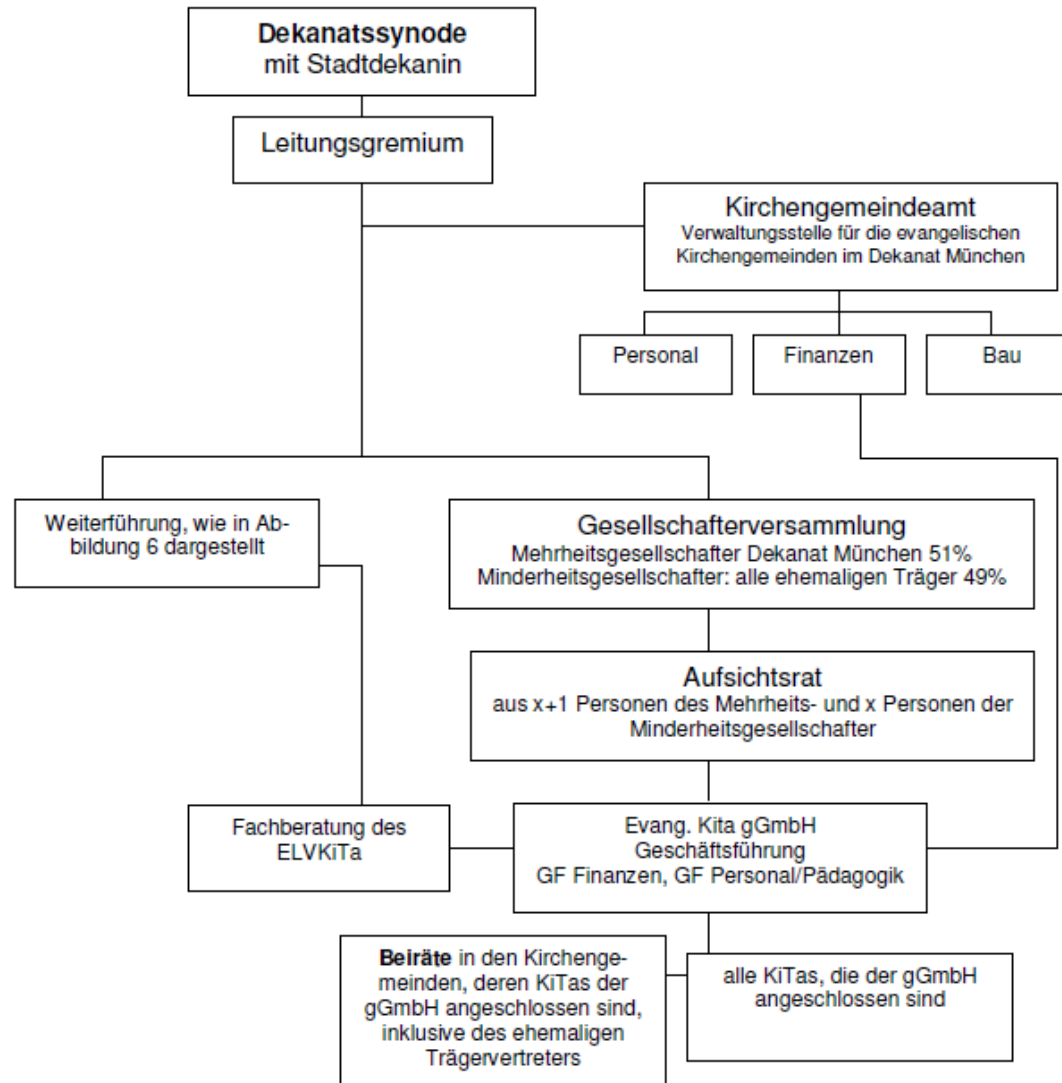 Dekanatssynode
mit Stadtdekanin
Leitungsgremium
Kirchengemeindeamt
Verwaltungsstelle für die evangelischen
Kirchengemeinden im Dekanat München
Personal
Finanzen
Bau
Weiterführung, wie in Ab-
bildung 6 dargestellt
Gesellschafterversammlung
Mehrheitsgesellschafter Dekanat München 51%
Minderheitsgesellschafter: alle ehemaligen Träger 49%
Aufsichtsrat
aus x+1 Personen des Mehrheits- und x Personen der
Minderheitsgesellschafter
Fachberatung des
ELVKiTa
Evang. Kita gGmbH
Geschäftsführung
GF Finanzen, GF Personal/Pädagogik
Beiräte in den Kirchenge-
meinden, deren KiTas der
gGmbH angeschlossen sind,
inklusive des ehemaligen
Trägervertreters
alle KiTas, die der gGmbH
angeschlossen sind